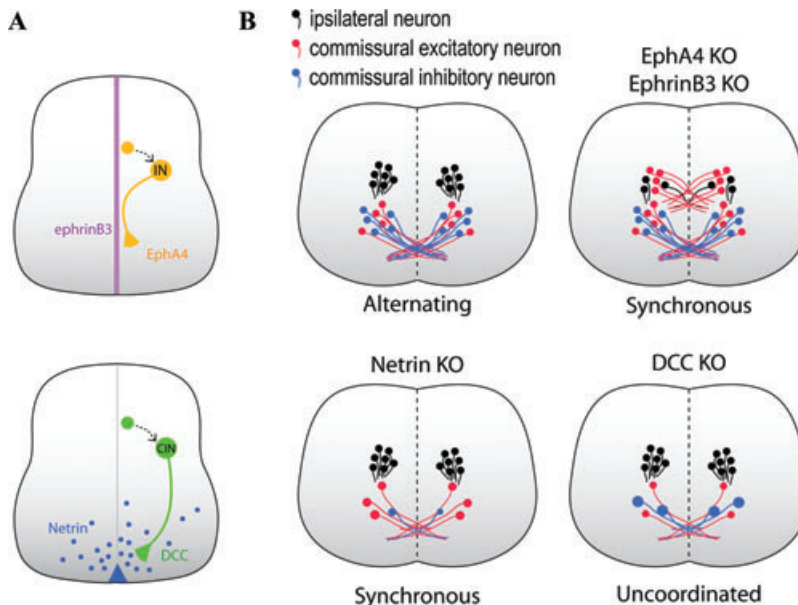 A
B
ipsilateral neuron
commissural excitatory neuron
commissural inhibitory neuron
EphA4 KO
EphrinB3 KO
IN
ephrinB3
EphA4
Alternating
Synchronous
Netrin KO
DCC KO
CIN
Netrin
DCC
Synchronous
Uncoordinated